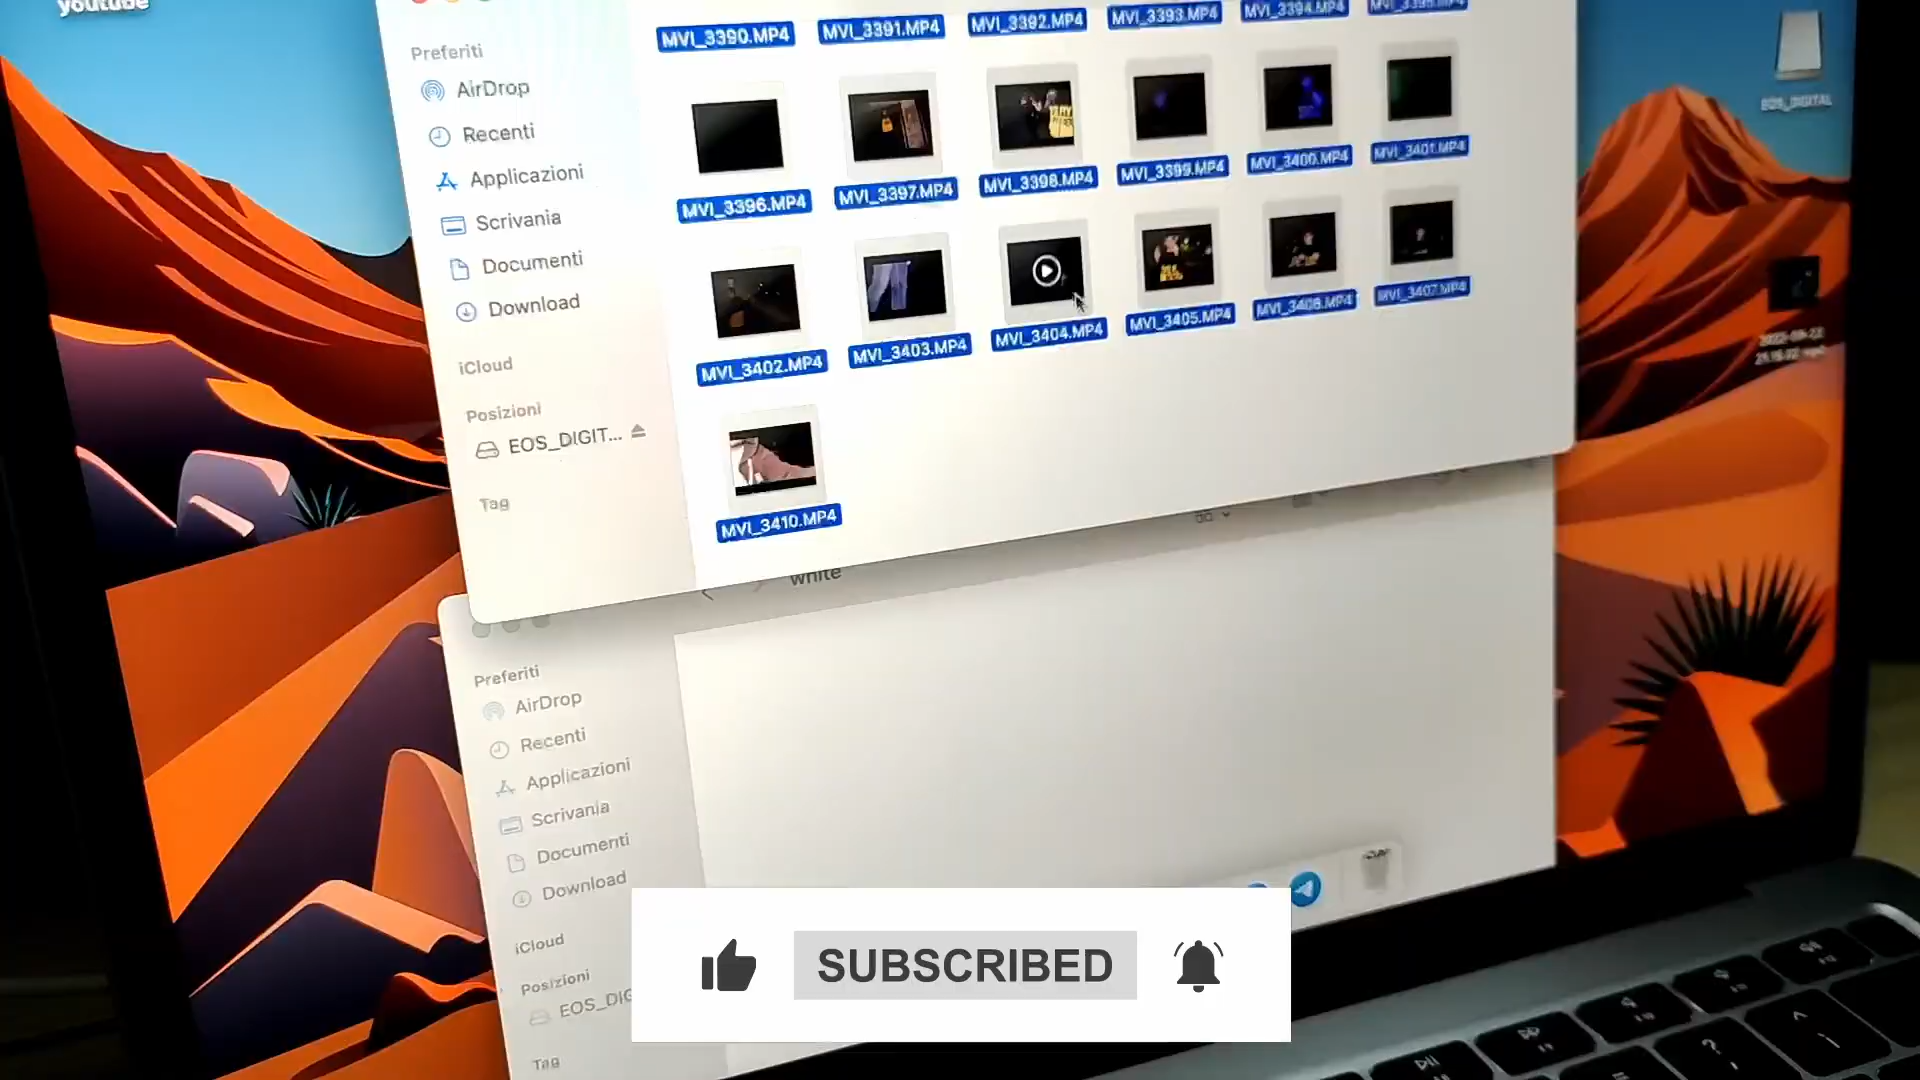 youtube
Preferiti
AirDrop
Recenti
Applicazioni
Scrivania
Documenti
Download
iCloud
Posizioni
EOS_DIGIT...
Tag
MVI_3390.MP4
MVI_3391.MP4
MVI_3392.MP4
MVI_3393.MP4
MVI_3394.MP4
MVI_3395.MP4
MVI_3396.MP4
MVI_3397.MP4
MVI_3398.MP4
MVI_3399.MP4
MVI_3400.MP4
MVI_3401.MP4
MVI_3402.MP4
MVI_3403.MP4
MVI_3404.MP4
MVI_3405.MP4
MVI_3406.MP4
MVI_3407.MP4
MVI_3410.MP4
EOS_DIGITAL
white
Preferiti
AirDrop
Recenti
Applicazioni
Scrivania
Documenti
Download
iCloud
Posizioni
EOS_DIG
Tag
SUBSCRIBED